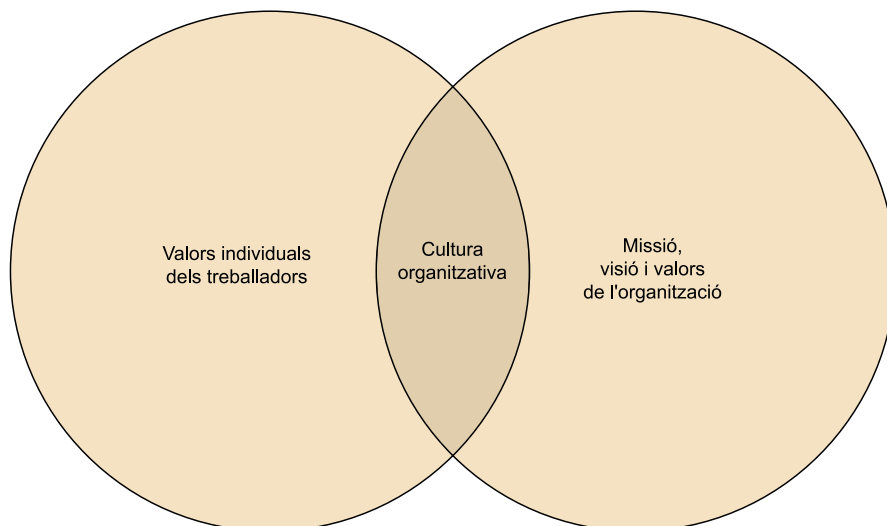 Valors individuals
dels treballadors
Cultura
organitzativa
Missió,
visió i valors
de l'organització